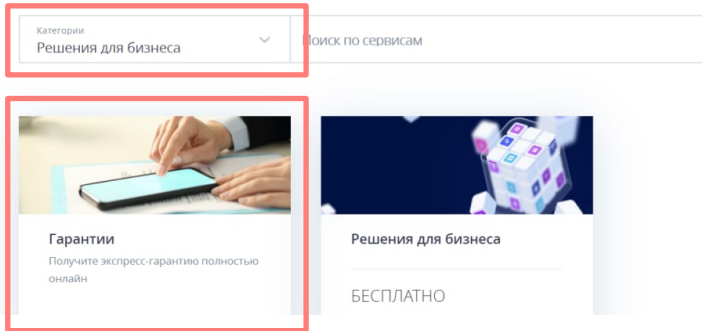 Категории
Решения для бизнеса
Поиск по сервисам
Гарантии
Получите экспресс-гарантию полностью
онлайн
Решения для бизнеса
БЕСПЛАТНО